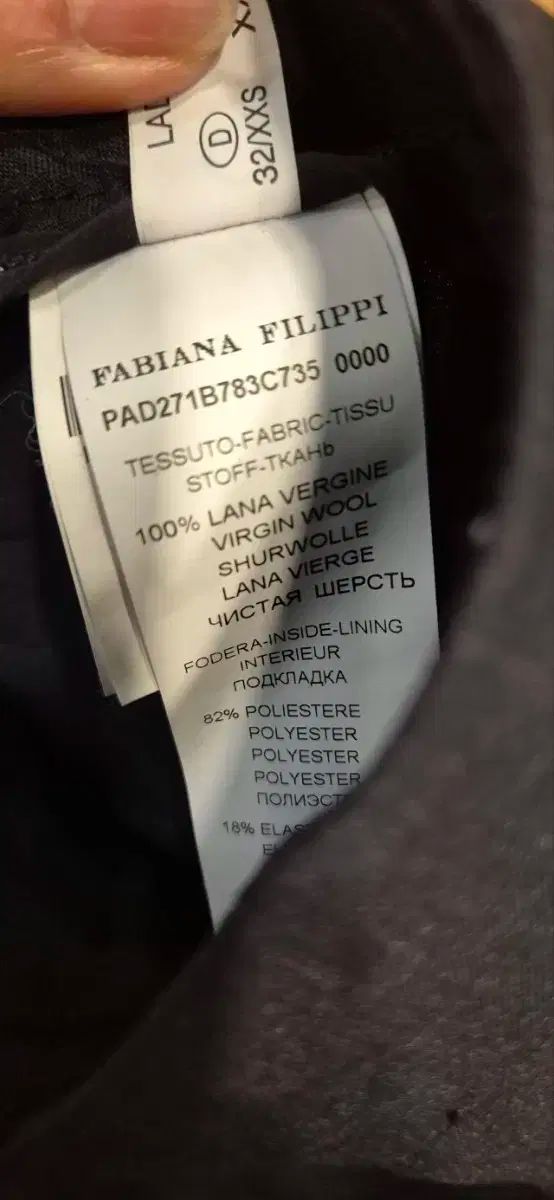 D
32/XXS
FABIANA FILIPPI
PAD271B783C735 0000
TESSUTO-FABRIC-TISSU
STOFF-ТКАНЬ
100% LANA VERGINE
VIRGIN WOOL
SHURWOLLE
LANA VIERGE
ЧИСТАЯ ШЕРСТЬ
FODERA-INSIDE-LINING
INTERIEUR
ПОДКЛАДКА
82% POLIESTERE
POLYESTER
POLYESTER
POLYESTER
18%